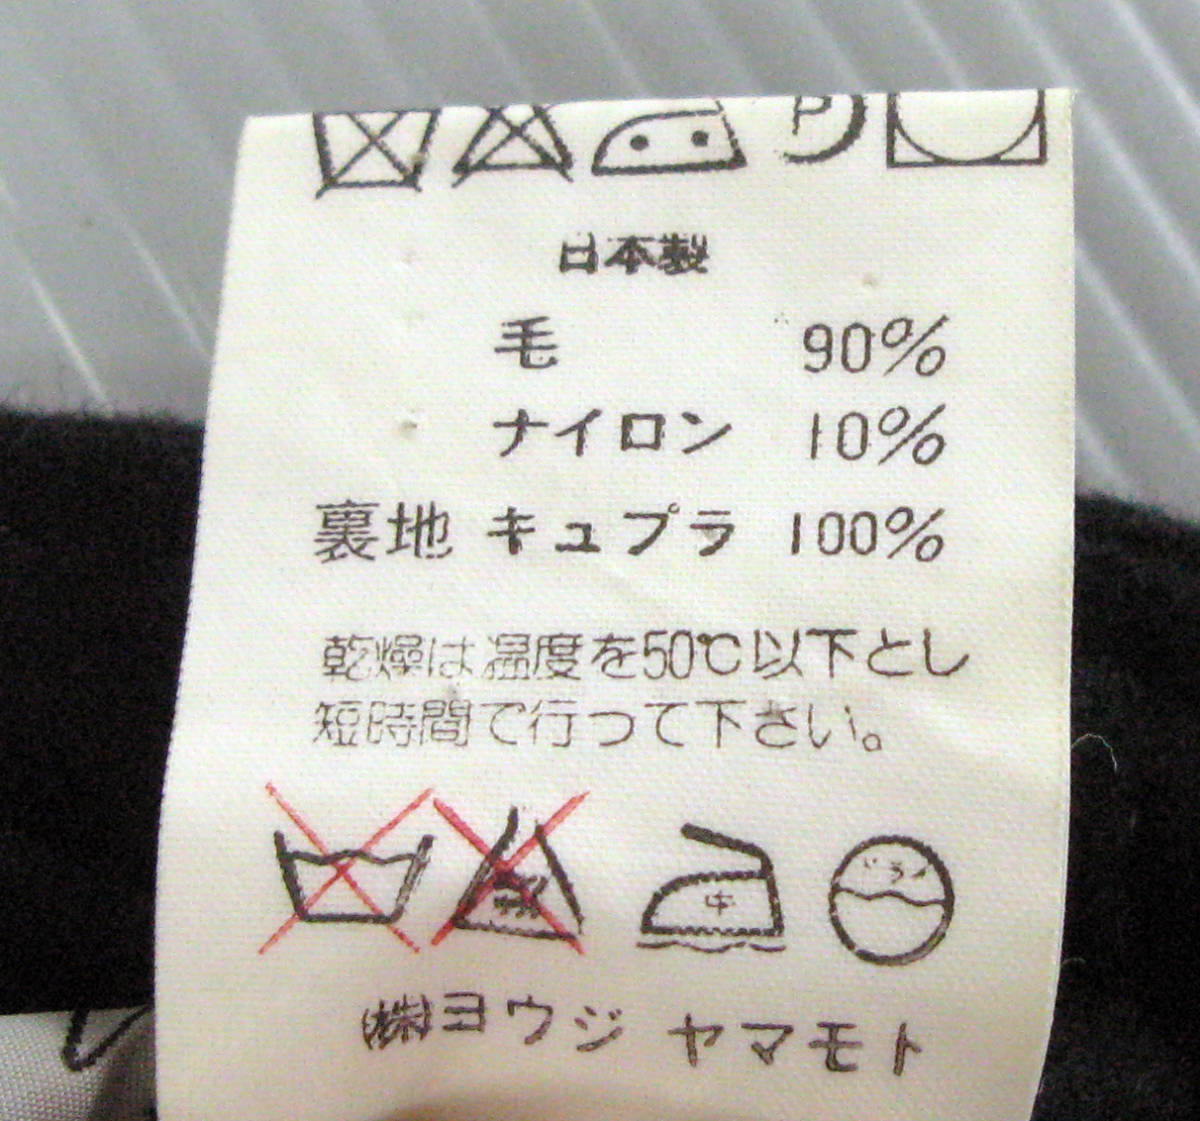 P
日本製
毛 90%
ナイロン 10%
裏地 キュプラ 100%
乾燥は温度を50℃以下とし
短時間で行って下さい。
中 ドライ
(株)ヨウジ ヤマモト